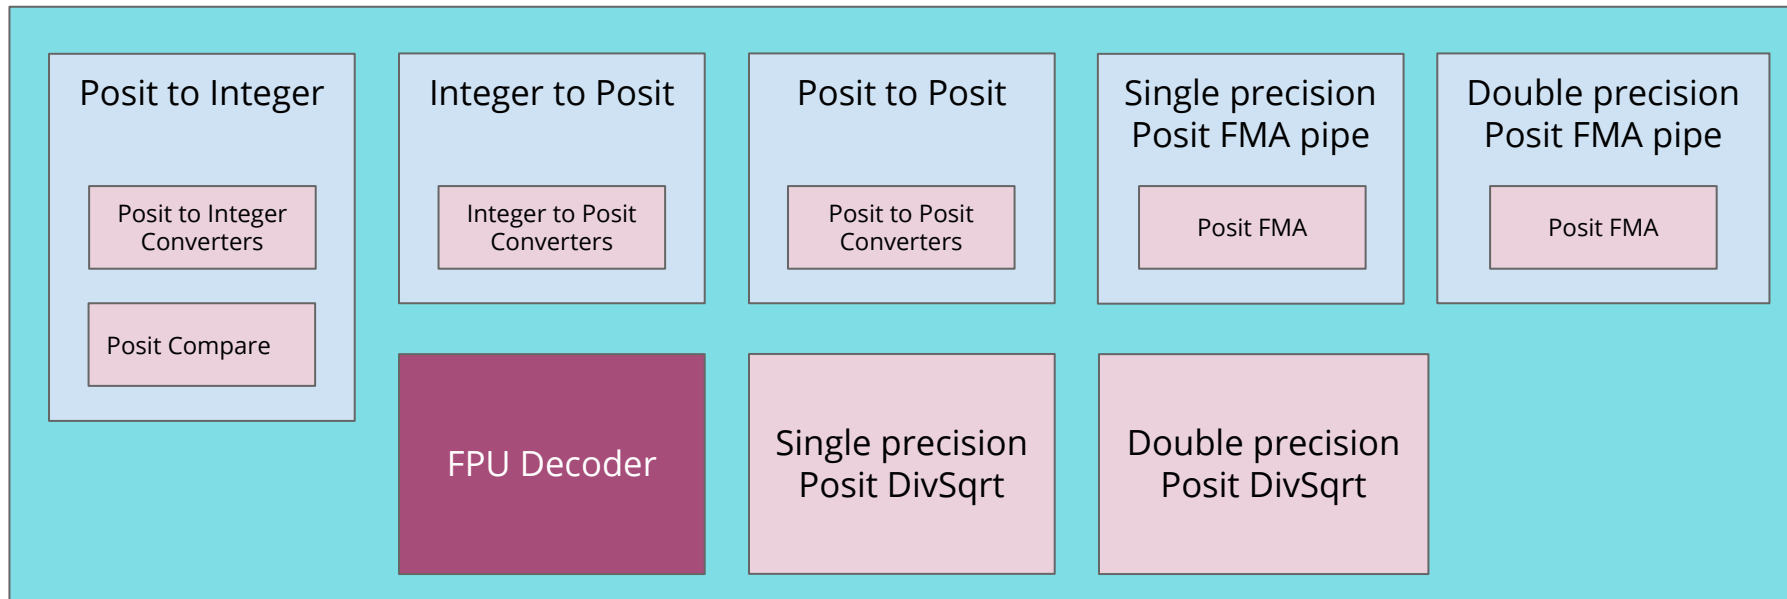 Posit to Integer
Posit to Integer
Converters
Posit Compare
Integer to Posit
Integer to Posit
Converters
Posit to Posit
Posit to Posit
Converters
Single precision
Posit FMA pipe
Posit FMA
Double precision
Posit FMA pipe
Posit FMA
FPU Decoder
Single precision
Posit DivSqrt
Double precision
Posit DivSqrt